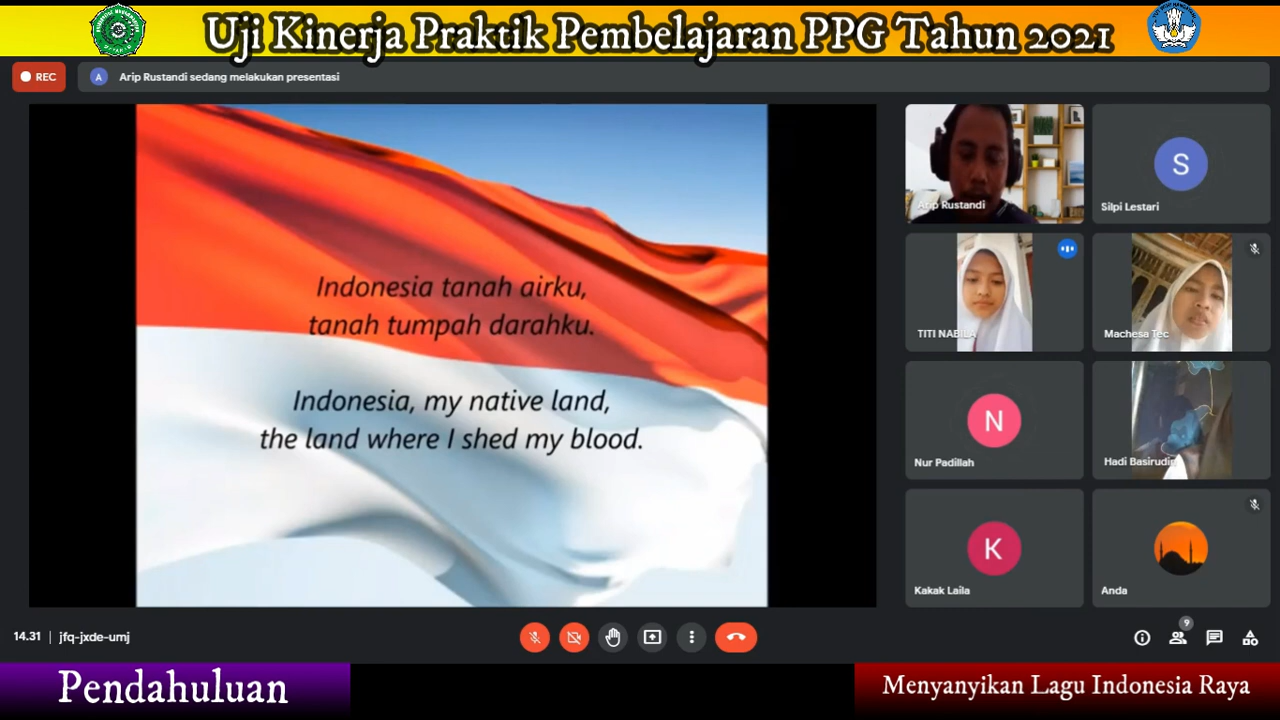 Uji Kinerja Praktik Pembelajaran PPG Tahun 2021
REC
A
Arip Rustandi sedang melakukan presentasi
Indonesia tanah airku,
tanah tumpah darahku.
Indonesia, my native land,
the land where I shed my blood.
Arip Rustandi
S
Silpi Lestari
TITI NABILA
Machesa Tec
N
Nur Padillah
Hadi Basirudin
K
Kakak Laila
Anda
14.31 | jfq-jxde-umj
9
Pendahuluan
Menyanyikan Lagu Indonesia Raya